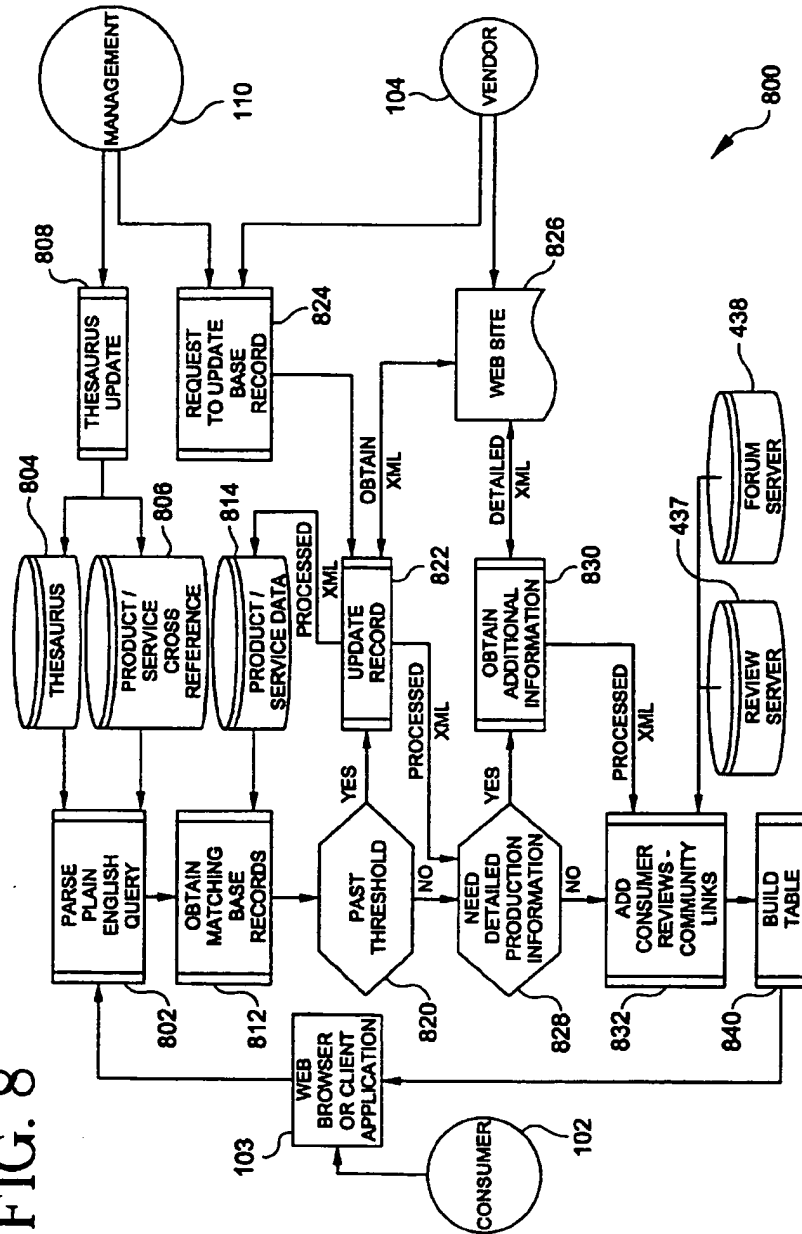 FIG. 8
CONSUMER
102
WEB
BROWSER
OR CLIENT
APPLICATION
103
PARSE
PLAIN
ENGLISH
QUERY
802
THESAURUS
804
PRODUCT /
SERVICE
CROSS
REFERENCE
806
THESAURUS
UPDATE
808
MANAGEMENT
110
OBTAIN
MATCHING
BASE
RECORDS
812
PRODUCT /
SERVICE DATA
814
REQUEST
TO UPDATE
BASE
RECORD
824
VENDOR
104
PAST
THRESHOLD
820
YES
NO
PROCESSED
XML
UPDATE
RECORD
822
OBTAIN
XML
PROCESSED
XML
WEB SITE
826
NEED
DETAILED
PRODUCTION
INFORMATION
828
YES
NO
OBTAIN
ADDITIONAL
INFORMATION
830
DETAILED
XML
PROCESSED
XML
ADD
CONSUMER
REVIEWS -
COMMUNITY
LINKS
832
REVIEW
SERVER
437
FORUM
SERVER
438
BUILD
TABLE
840
800